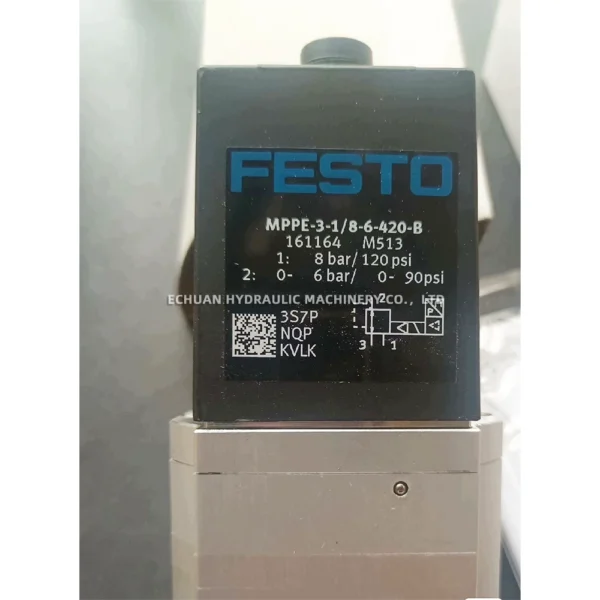 FESTO
MPPE-3-1/8-6-420-B
161164 M513
1: 8 bar/ 120 psi
2: 0- 6 bar/ 0- 90psi
ECHUAN HYDRAULIC MACHINERY CO., LTD
3S7P
NQP
KVLK
2
P
3 1